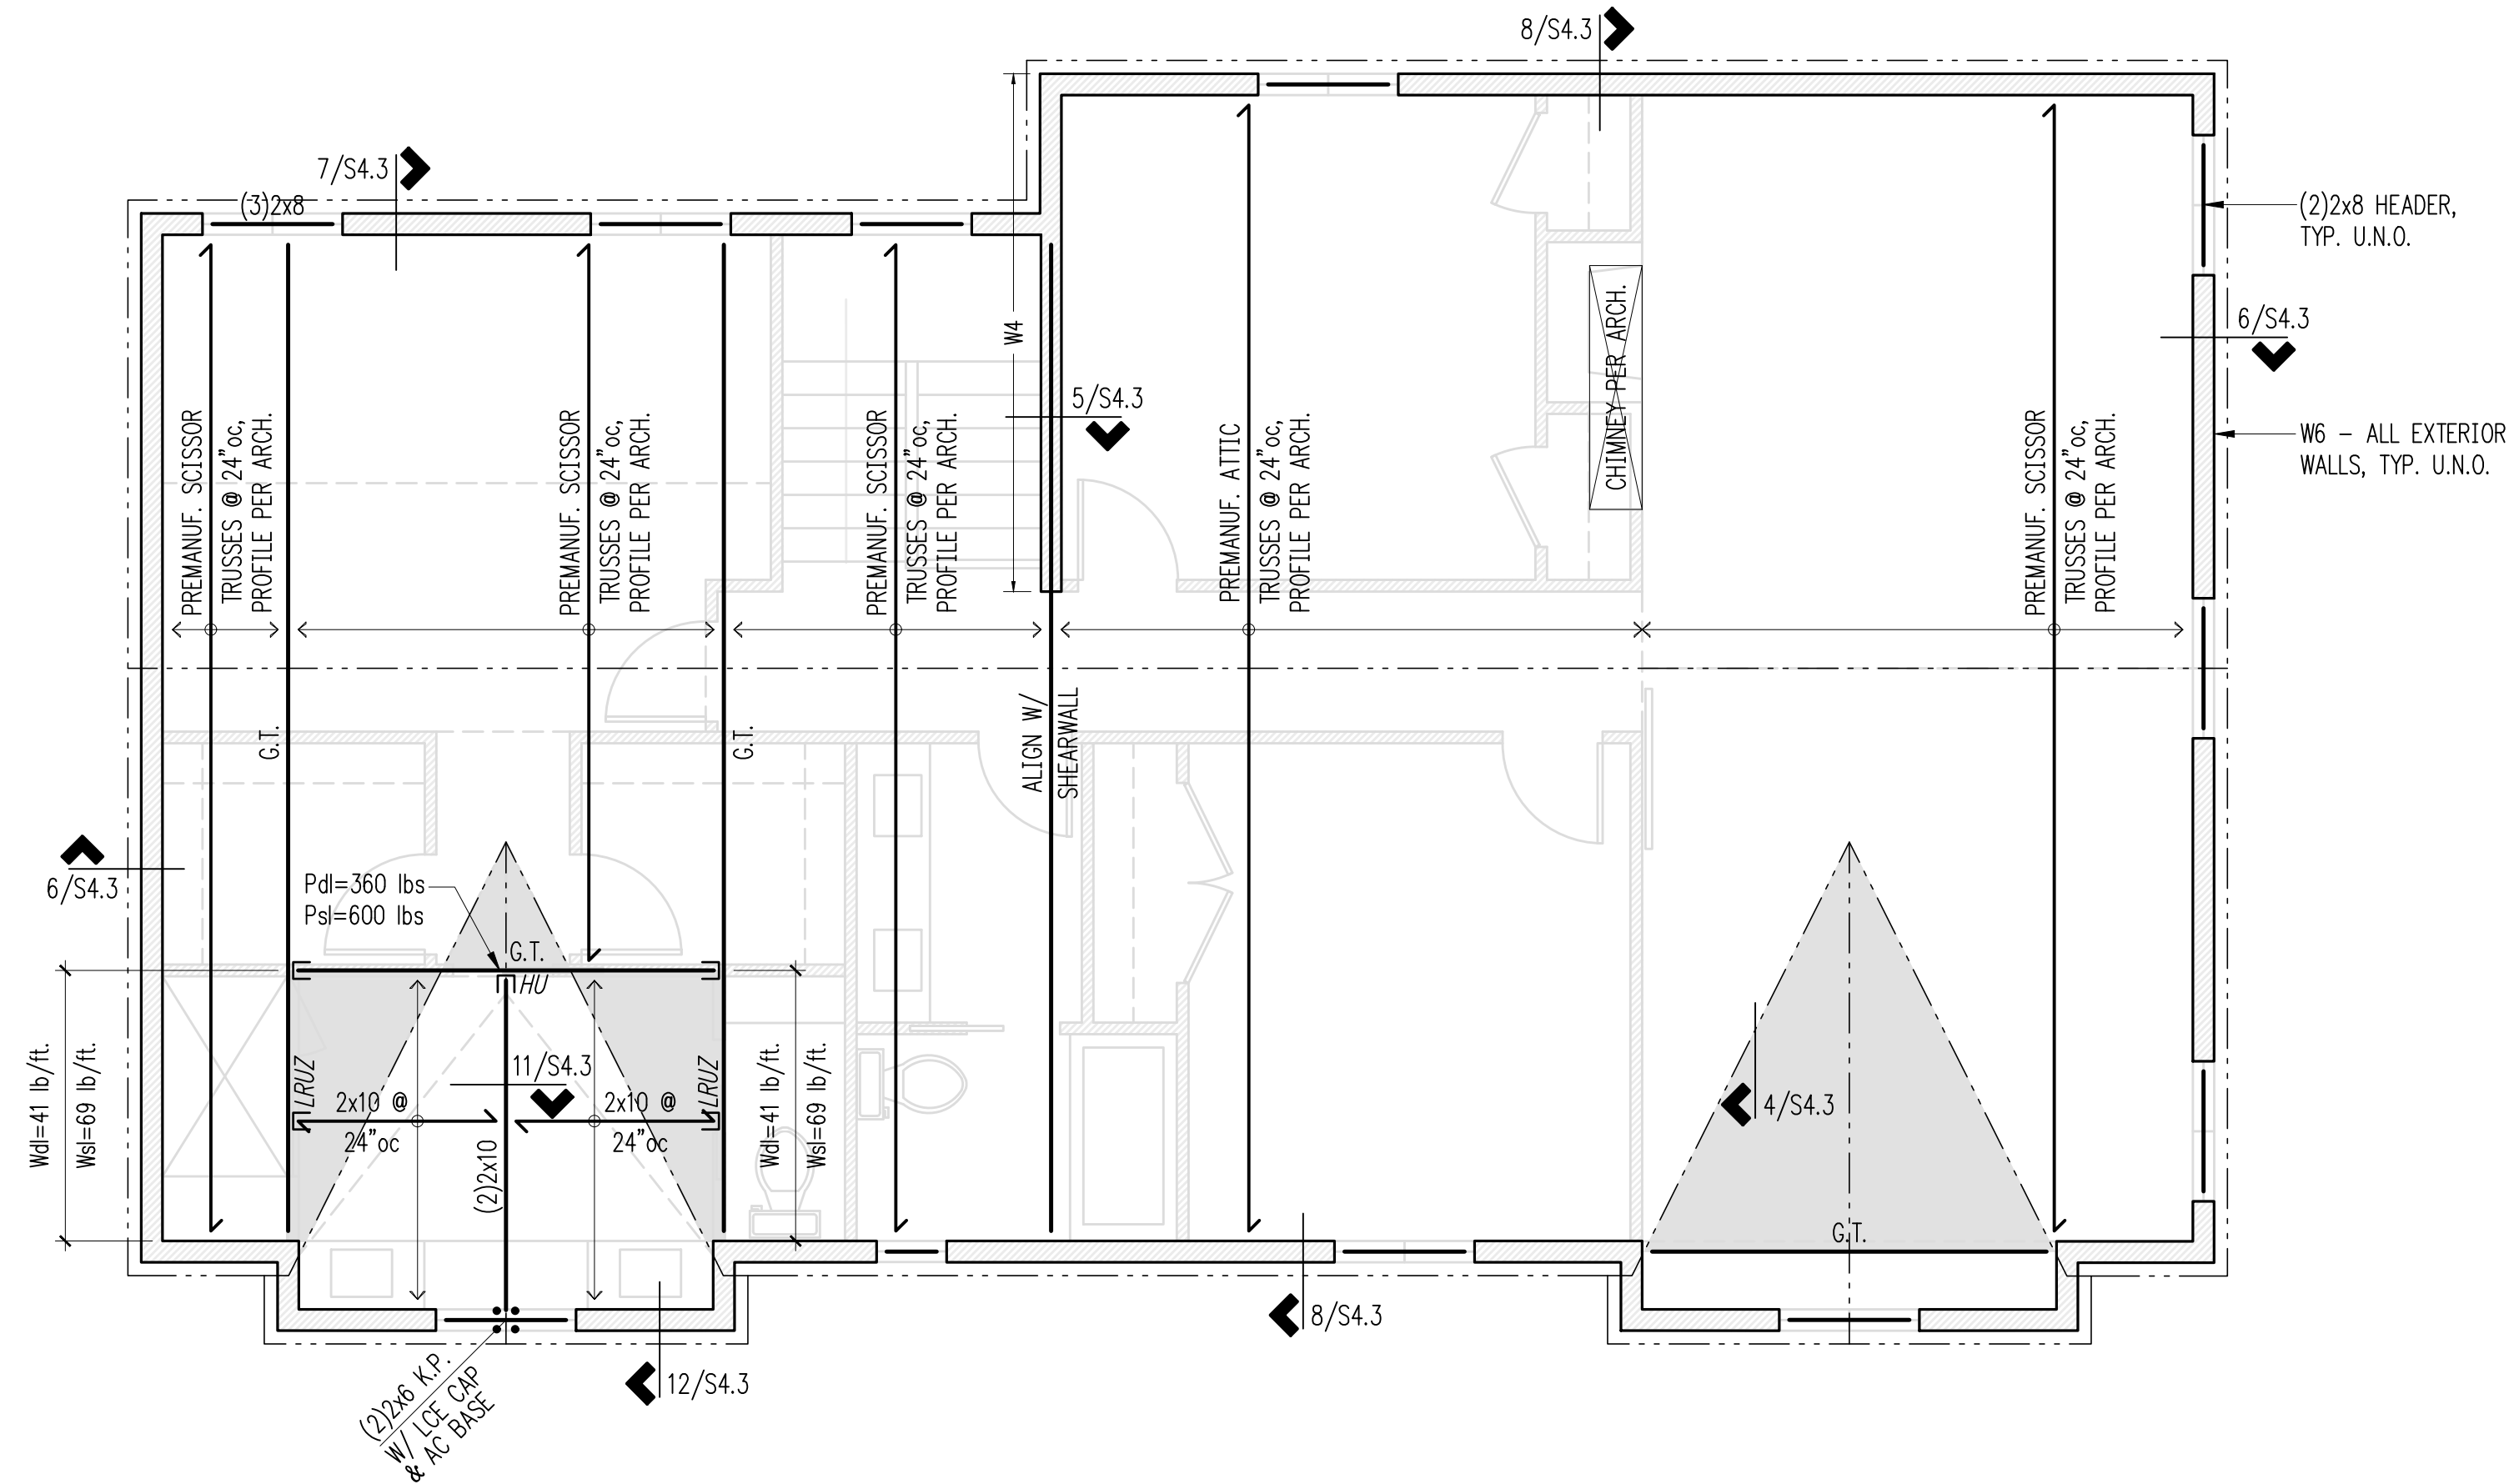 8/S4.3
7/S4.3
(3)2x8
(2)2x8 HEADER,
TYP. U.N.O.
6/S4.3
W4
5/S4.3
W6 - ALL EXTERIOR
WALLS, TYP. U.N.O.
PREMANUF. SCISSOR
TRUSSES @ 24"oc,
PROFILE PER ARCH.
PREMANUF. SCISSOR
TRUSSES @ 24"oc,
PROFILE PER ARCH.
PREMANUF. SCISSOR
TRUSSES @ 24"oc,
PROFILE PER ARCH.
PREMANUF. ATTIC
TRUSSES @ 24"oc,
PROFILE PER ARCH.
CHIMNEY PER ARCH.
PREMANUF. SCISSOR
TRUSSES @ 24"oc,
PROFILE PER ARCH.
G.T.
G.T.
ALIGN W/
SHEARWALL
6/S4.3
Pdl=360 lbs
Psl=600 lbs
G.T.
HU
Wdl=41 lb/ft.
Wsl=69 lb/ft.
LRUZ
2x10 @
24"oc
11/S4.3
(2)2x10
2x10 @
24"oc
LRUZ
Wdl=41 lb/ft.
Wsl=69 lb/ft.
4/S4.3
G.T.
8/S4.3
12/S4.3
(2)2x6 K.P.
W/ LCE CAP
& AC BASE